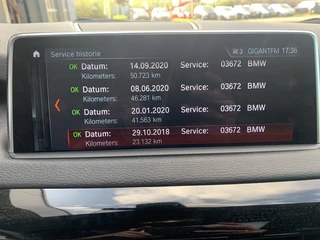 Service historie 2 GIGANTFM 17:36
OK Datum: 14.09.2020 Service: 03672 BMW
Kilometers: 50.723 km
OK Datum: 08.06.2020 Service: 03672 BMW
Kilometers: 46.281 km
OK Datum: 20.01.2020 Service: 03672 BMW
Kilometers: 41.563 km
OK Datum: 29.10.2018 Service: 03672 BMW
Kilometers: 23.132 km